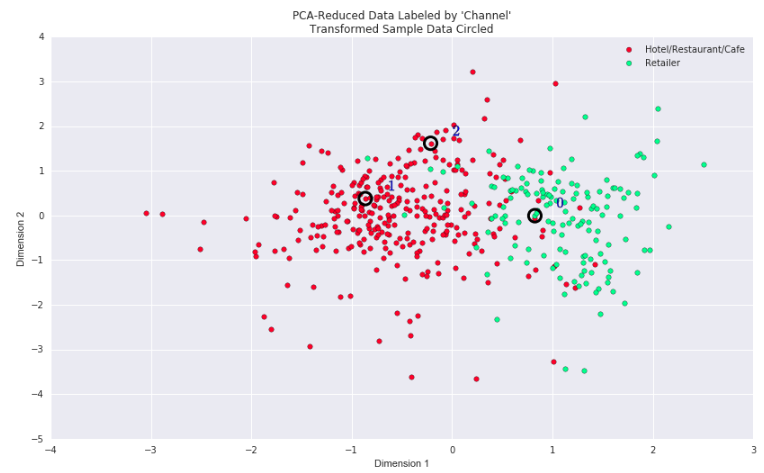 PCA-Reduced Data Labeled by 'Channel'
Transformed Sample Data Circled
4
3
2
1
0
−1
−2
−3
−4
−5
Dimension 2
Hotel/Restaurant/Cafe
Retailer
2
1
0
−4 −3 −2 −1 0 1 2 3
Dimension 1